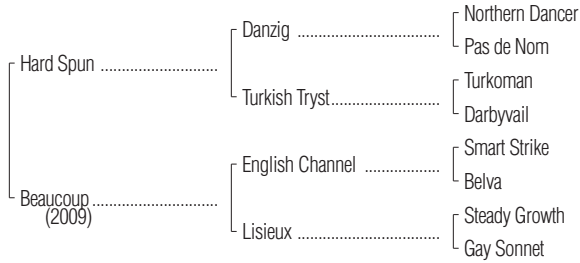 Northern Dancer
Danzig ....................................
Pas de Nom
Hard Spun ..............................
Turkoman
Turkish Tryst............................
Darbyvail
Smart Strike
English Channel ...................
Belva
Beaucoup................................
(2009)
Steady Growth
Lisieux ....................................
Gay Sonnet